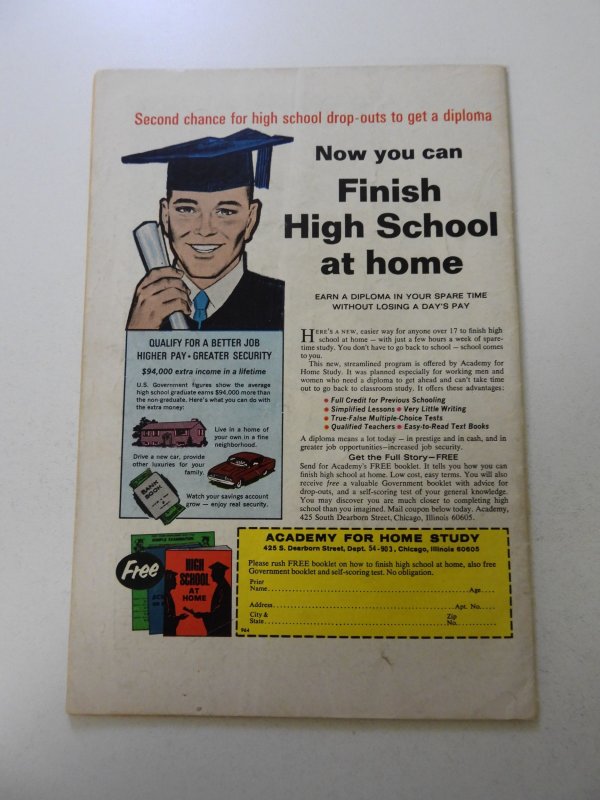 Second chance for high school drop-outs to get a diploma
Now you can
Finish
High School
at home
EARN A DIPLOMA IN YOUR SPARE TIME
WITHOUT LOSING A DAY'S PAY
QUALIFY FOR A BETTER JOB
HIGHER PAY • GREATER SECURITY
$94,000 extra income in a lifetime
U.S. Government figures show the average
high school graduate earns $94,000 more than
the non-graduate. Here's what you can do with
the extra money:
Live in a home of
your own in a fine
neighborhood.
Drive a new car, provide
other luxuries for your
family.
BANK
BOOK
Watch your savings account
grow — enjoy real security.
HERE'S A NEW, easier way for anyone over 17 to finish high
school at home — with just a few hours a week of spare-
time study. You don't have to go back to school — school comes
to you.
This new, streamlined program is offered by Academy for
Home Study. It was planned especially for working men and
women who need a diploma to get ahead and can't take time
out to go back to classroom study. It offers these advantages:
• Full Credit for Previous Schooling
• Simplified Lessons • Very Little Writing
• True-False Multiple-Choice Tests
• Qualified Teachers • Easy-to-Read Text Books
A diploma means a lot today — in prestige and in cash, and in
greater job opportunities—increased job security.
Get the Full Story—FREE
Send for Academy's FREE booklet. It tells you how you can
finish high school at home. Low cost, easy terms. You will also
receive free a valuable Government booklet with advice for
drop-outs, and a self-scoring test of your general knowledge.
You may discover you are much closer to completing high
school than you imagined. Mail coupon below today. Academy,
425 South Dearborn Street, Chicago, Illinois 60605.
Free
SAMPLE EXAMINATION
HIGH
SCHOOL
AT
HOME
ACADEMY FOR HOME STUDY
425 S. Dearborn Street, Dept. 54-903, Chicago, Illinois 60605
Please rush FREE booklet on how to finish high school at home, also free
Government booklet and self-scoring test. No obligation.
Print
Name Age
Address Apt. No.
City & Zip
State No.
964